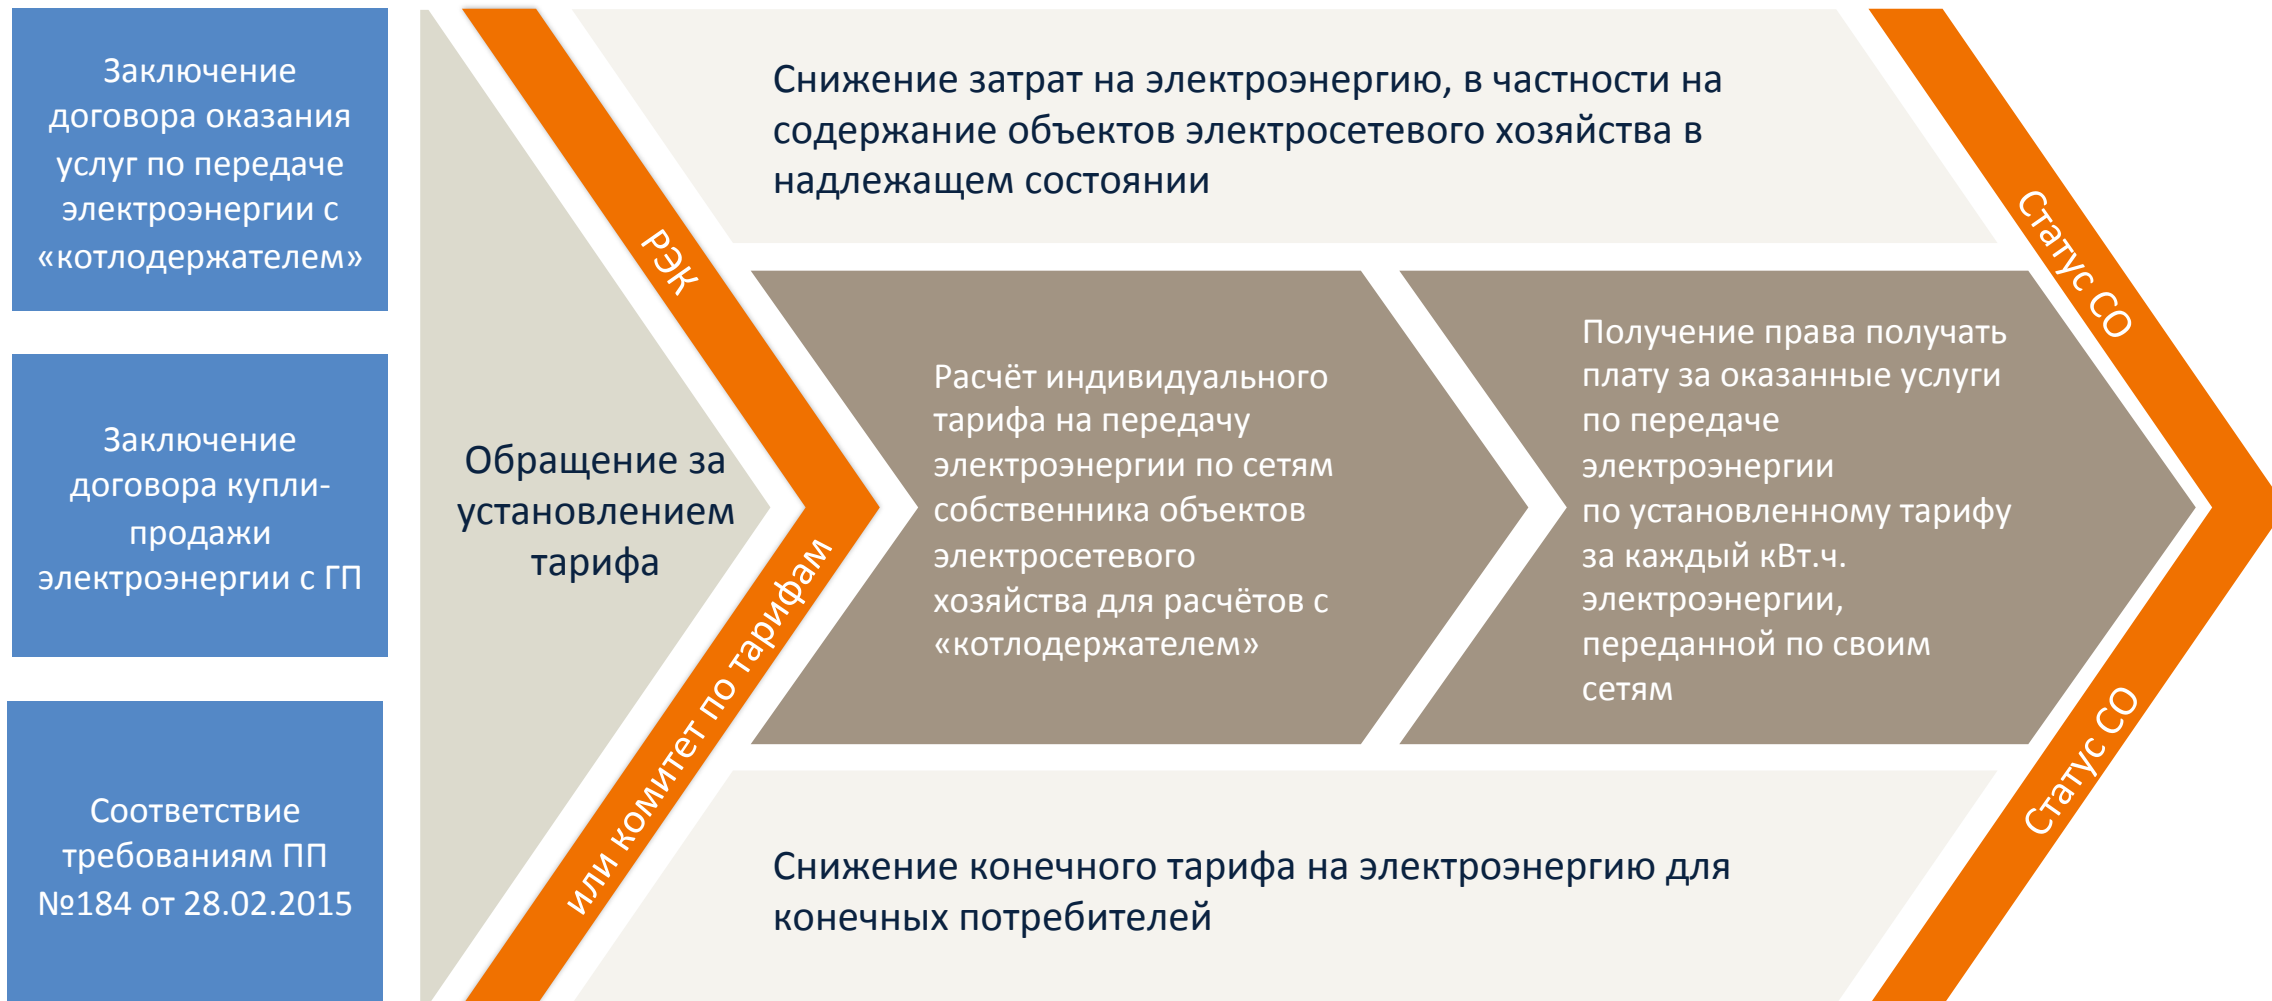 Заключение
договора оказания
услуг по передаче
электроэнергии с
«котлодержателем»
Заключение
договора купли-
продажи
электроэнергии с ГП
Соответствие
требованиям ПП
№184 от 28.02.2015
Обращение за
установлением
тарифа
РЭК
или комитет по тарифам
Снижение затрат на электроэнергию, в частности на
содержание объектов электросетевого хозяйства в
надлежащем состоянии
Расчёт индивидуального
тарифа на передачу
электроэнергии по сетям
собственника объектов
электросетевого
хозяйства для расчётов с
«котлодержателем»
Получение права получать
плату за оказанные услуги
по передаче
электроэнергии
по установленному тарифу
за каждый кВт.ч.
электроэнергии,
переданной по своим
сетям
Снижение конечного тарифа на электроэнергию для
конечных потребителей
Статус СО
Статус СО